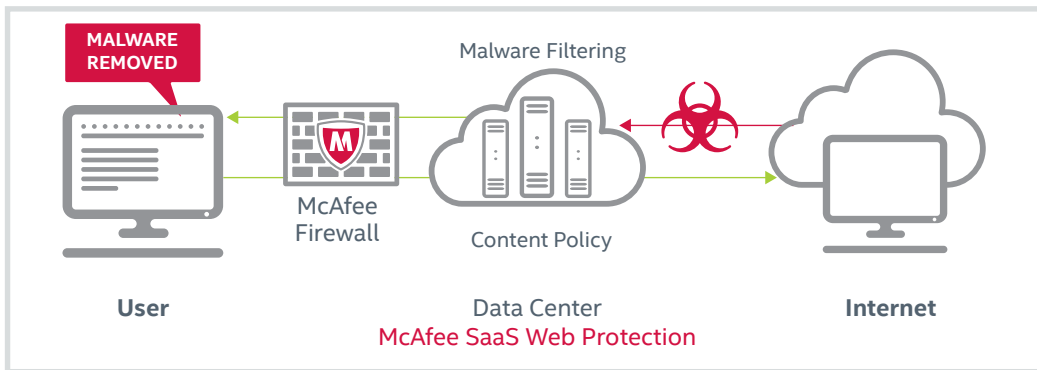 MALWARE
REMOVED
Malware Filtering
M
McAfee
Firewall
Content Policy
User
Data Center
McAfee SaaS Web Protection
Internet